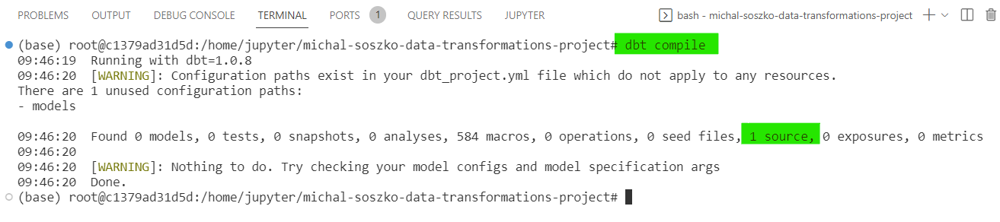 PROBLEMS OUTPUT DEBUG CONSOLE TERMINAL PORTS 1 QUERY RESULTS JUPYTER bash - michal-soszko-data-transformations-project
(base) root@c1379ad31d5d:/home/jupyter/michal-soszko-data-transformations-project# dbt compile
09:46:19  Running with dbt=1.0.8
09:46:20  [WARNING]: Configuration paths exist in your dbt_project.yml file which do not apply to any resources.
There are 1 unused configuration paths:
- models
09:46:20  Found 0 models, 0 tests, 0 snapshots, 0 analyses, 584 macros, 0 operations, 0 seed files, 1 source, 0 exposures, 0 metrics
09:46:20
09:46:20  [WARNING]: Nothing to do. Try checking your model configs and model specification args
09:46:20  Done.
(base) root@c1379ad31d5d:/home/jupyter/michal-soszko-data-transformations-project#